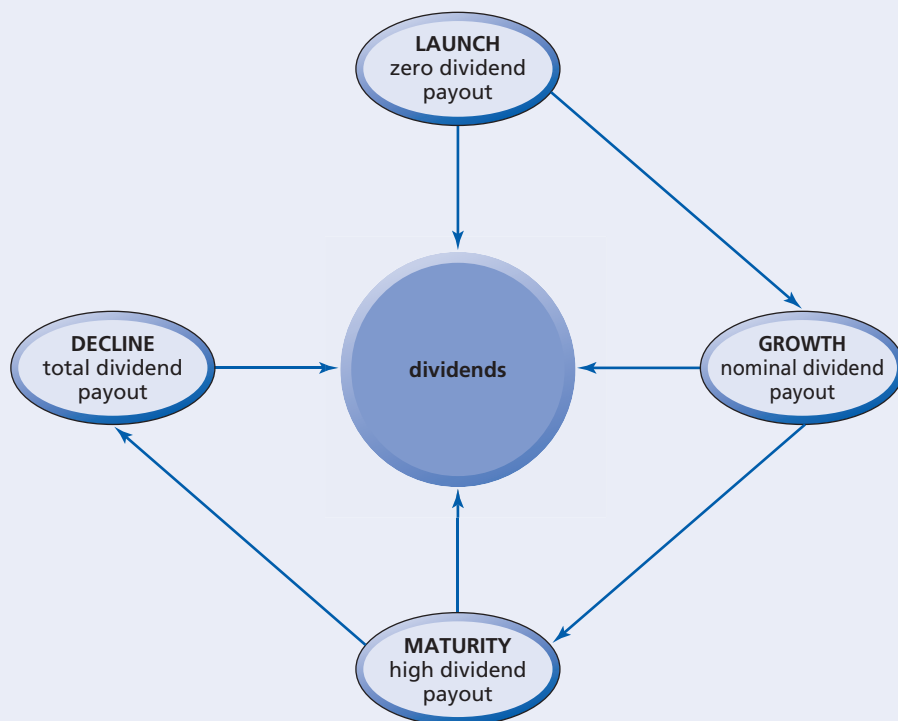 LAUNCH
zero dividend
payout
DECLINE
total dividend
payout
dividends
GROWTH
nominal dividend
payout
MATURITY
high dividend
payout